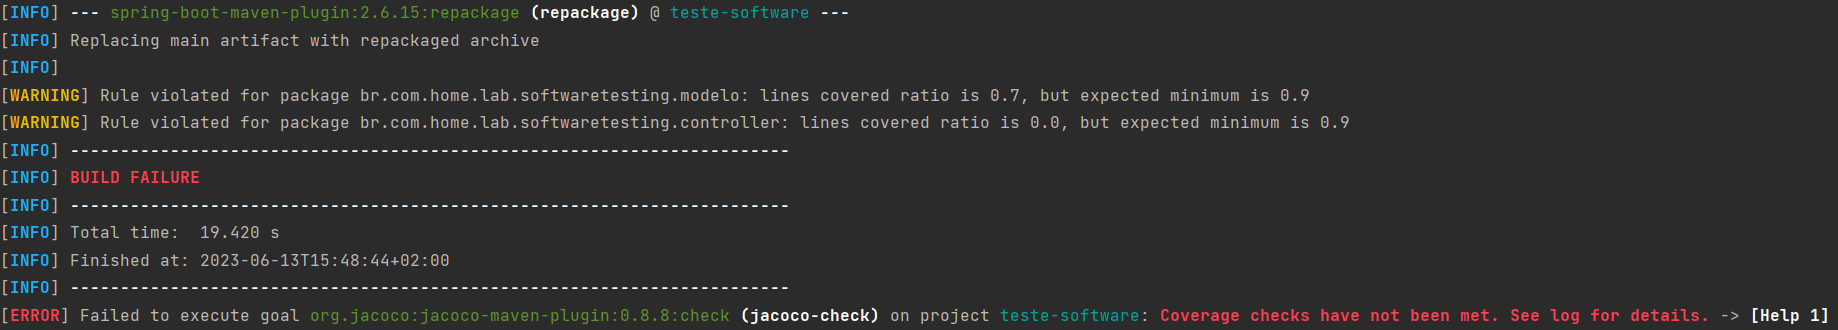 [INFO] --- spring-boot-maven-plugin:2.6.15:repackage (repackage) @ teste-software ---
[INFO] Replacing main artifact with repackaged archive
[INFO]
[WARNING] Rule violated for package br.com.home.lab.softwaretesting.modelo: lines covered ratio is 0.7, but expected minimum is 0.9
[WARNING] Rule violated for package br.com.home.lab.softwaretesting.controller: lines covered ratio is 0.0, but expected minimum is 0.9
[INFO] ------------------------------------------------------------------------
[INFO] BUILD FAILURE
[INFO] ------------------------------------------------------------------------
[INFO] Total time:  19.420 s
[INFO] Finished at: 2023-06-13T15:48:44+02:00
[INFO] ------------------------------------------------------------------------
[ERROR] Failed to execute goal org.jacoco:jacoco-maven-plugin:0.8.8:check (jacoco-check) on project teste-software: Coverage checks have not been met. See log for details. -> [Help 1]